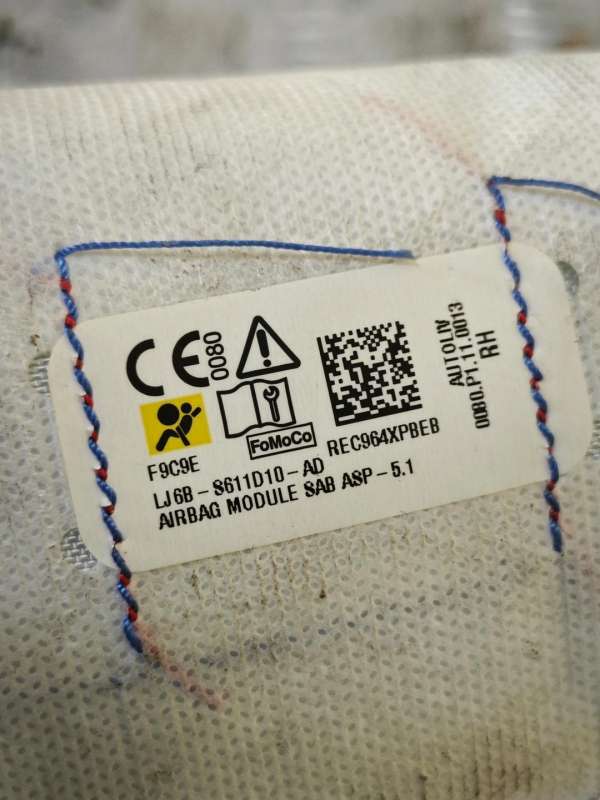 CE 0080
FoMoCo
F9C9E
REC964XPBEB
LJ6B-S611D10-AD
AIRBAG MODULE SAB ASP-5.1
AUTOLIV
0080.P1.11.0013
RH